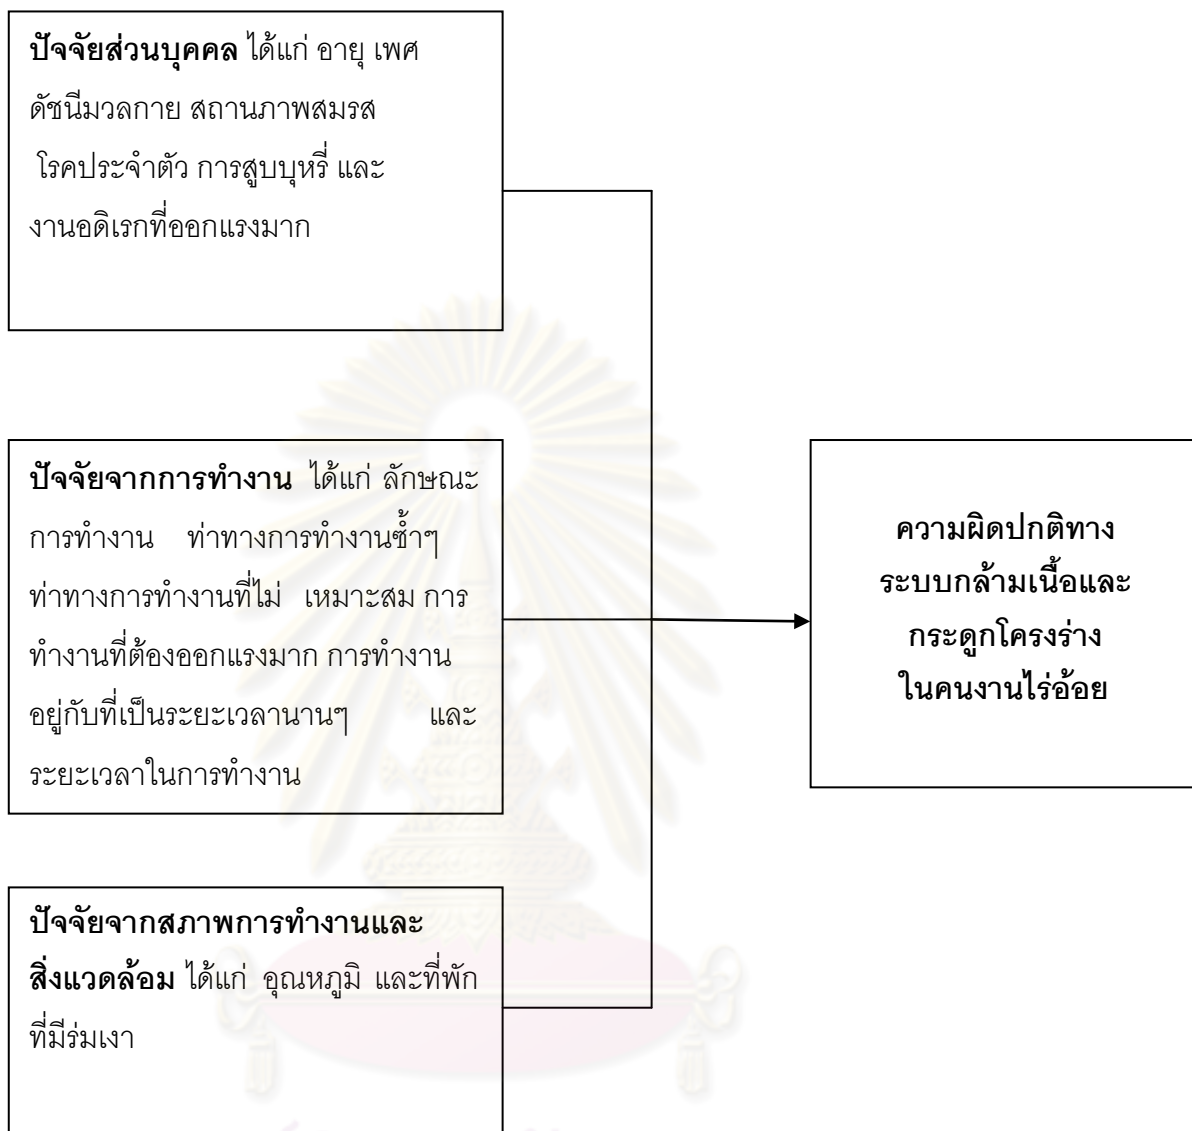 ปัจจัยส่วนบุคคล ได้แก่ อายุ เพศ
ดัชนีมวลกาย สถานภาพสมรส
โรคประจำตัว การสูบบุหรี่ และ
งานอดิเรกที่ออกแรงมาก
ปัจจัยจากการทำงาน ได้แก่ ลักษณะ
การทำงาน ท่าทางการทำงานซ้ำๆ
ท่าทางการทำงานที่ไม่ เหมาะสม การ
ทำงานที่ต้องออกแรงมาก การทำงาน
อยู่กับที่เป็นระยะเวลานานๆ และ
ระยะเวลาในการทำงาน
ปัจจัยจากสภาพการทำงานและ
สิ่งแวดล้อม ได้แก่ อุณหภูมิ และที่พัก
ที่มีร่มเงา
ความผิดปกติทาง
ระบบกล้ามเนื้อและ
กระดูกโครงร่าง
ในคนงานไร่อ้อย